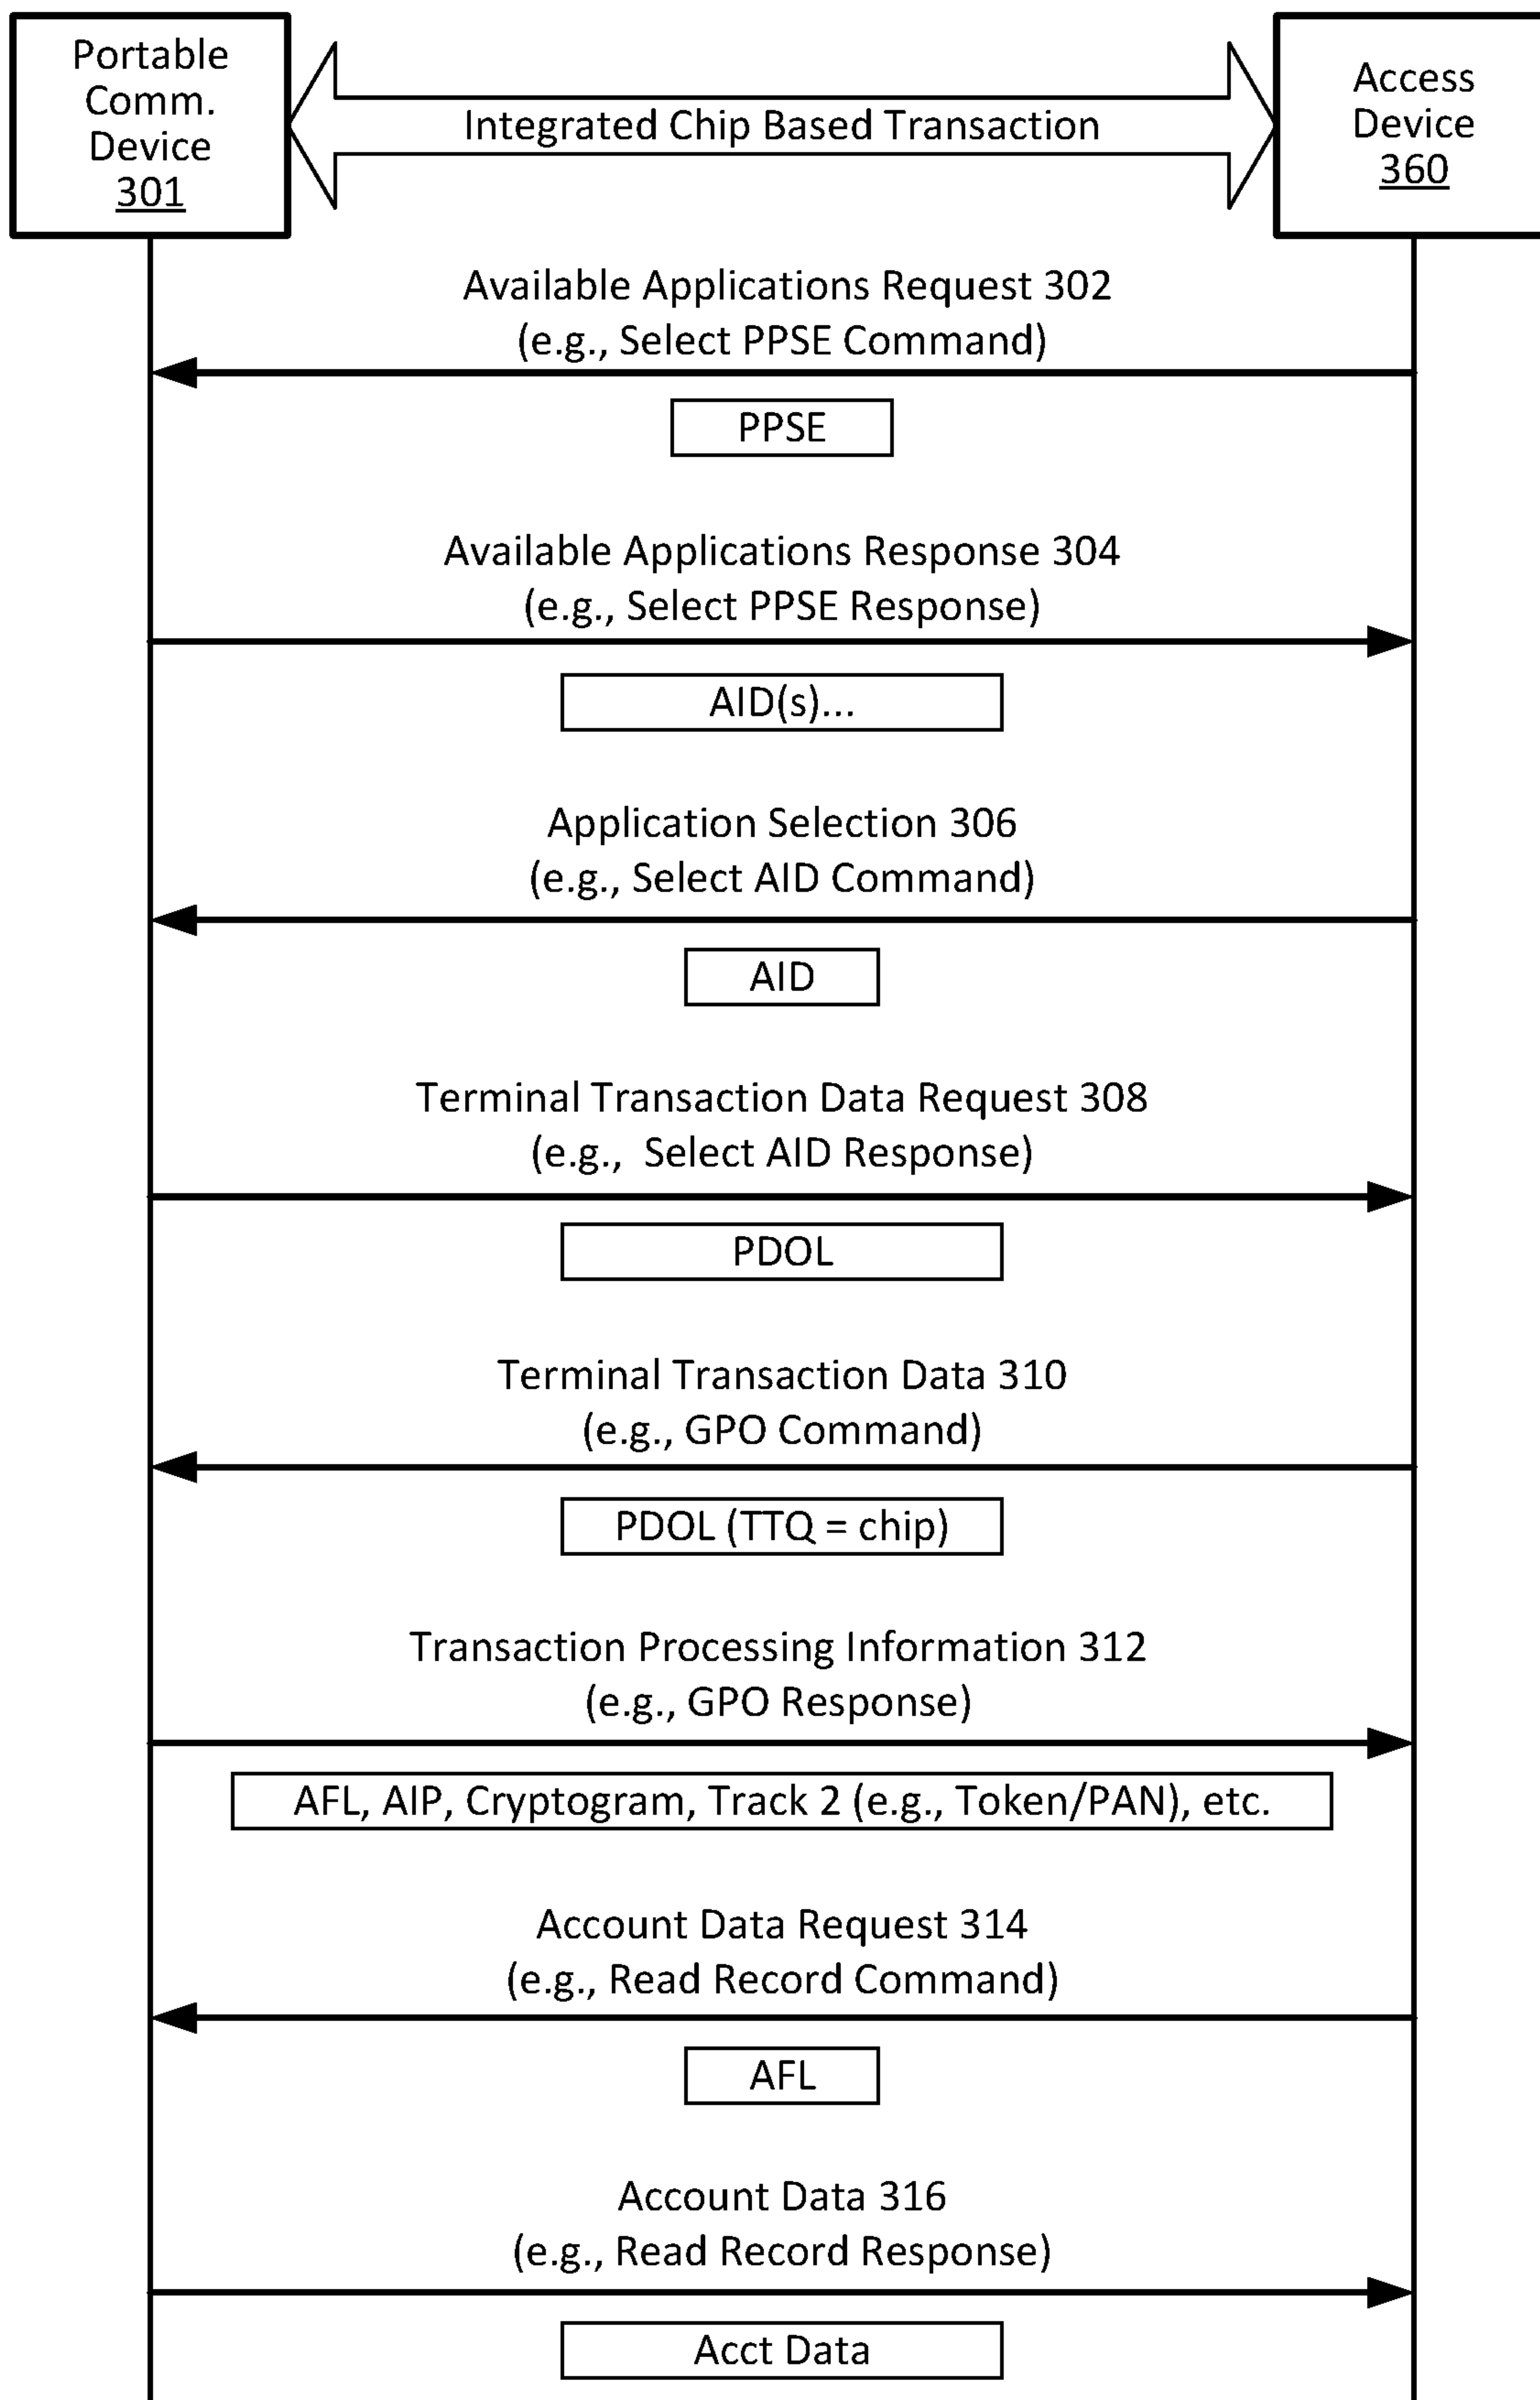 Portable
Comm.
Device
301
Integrated Chip Based Transaction
Access
Device
360
Available Applications Request 302
(e.g., Select PPSE Command)
PPSE
Available Applications Response 304
(e.g., Select PPSE Response)
AID(s)...
Application Selection 306
(e.g., Select AID Command)
AID
Terminal Transaction Data Request 308
(e.g.,  Select AID Response)
PDOL
Terminal Transaction Data 310
(e.g., GPO Command)
PDOL (TTQ = chip)
Transaction Processing Information 312
(e.g., GPO Response)
AFL, AIP, Cryptogram, Track 2 (e.g., Token/PAN), etc.
Account Data Request 314
(e.g., Read Record Command)
AFL
Account Data 316
(e.g., Read Record Response)
Acct Data